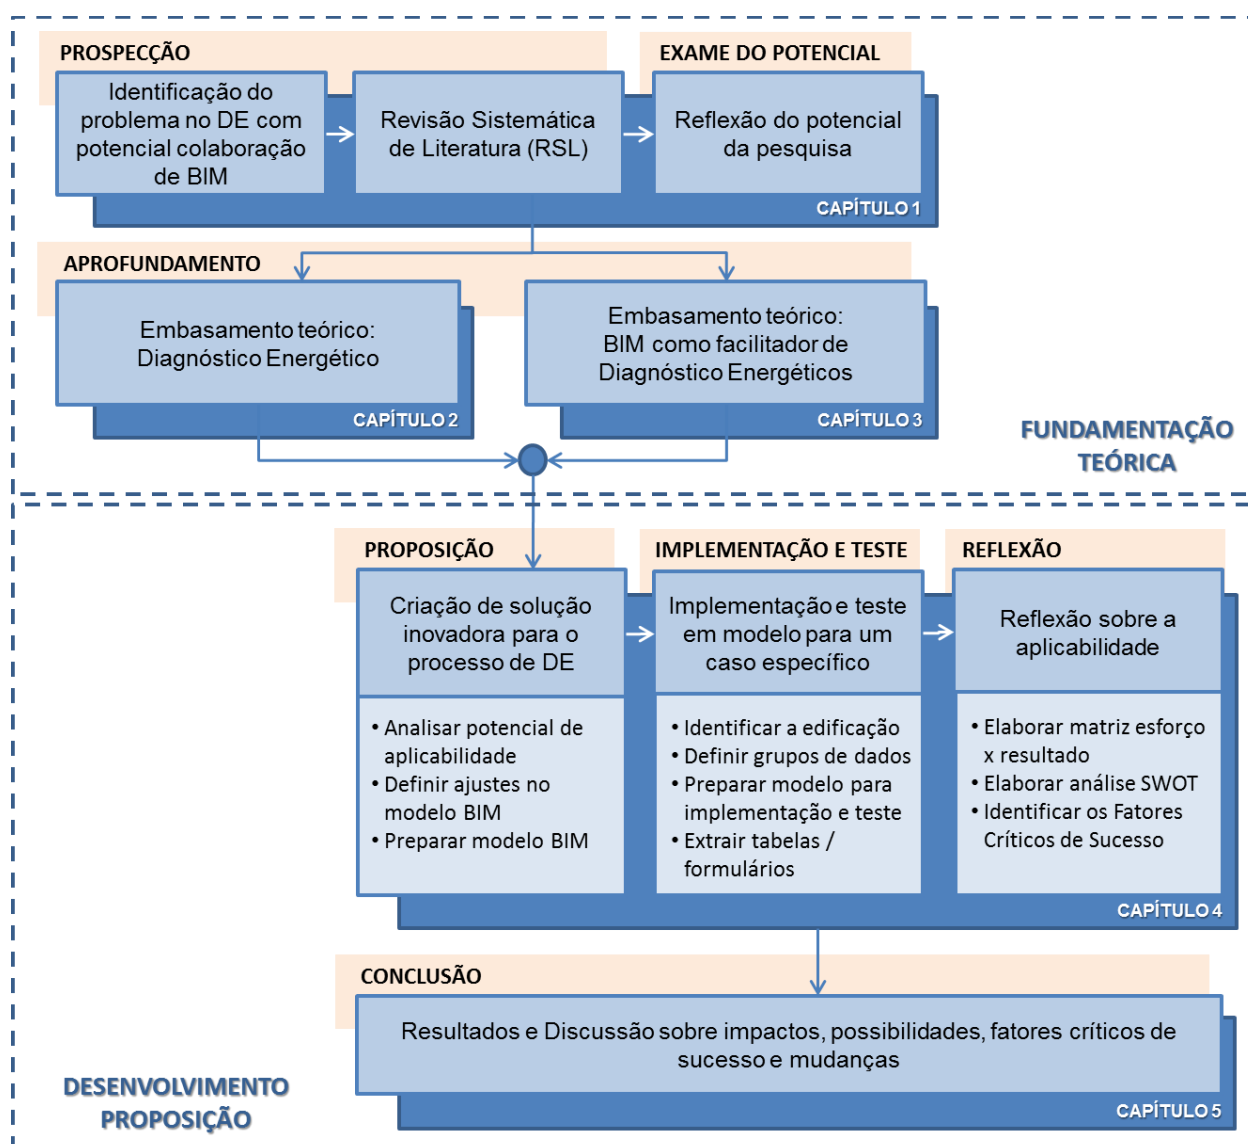 PROSPECÇÃO
EXAME DO POTENCIAL
Identificação do
problema no DE com
potencial colaboração
de BIM
Revisão Sistemática
de Literatura (RSL)
Reflexão do potencial
da pesquisa
CAPÍTULO 1
APROFUNDAMENTO
Embasamento teórico:
Diagnóstico Energético
CAPÍTULO 2
Embasamento teórico:
BIM como facilitador de
Diagnóstico Energéticos
CAPÍTULO 3
FUNDAMENTAÇÃO
TEÓRICA
PROPOSIÇÃO
IMPLEMENTAÇÃO E TESTE
REFLEXÃO
Criação de solução
inovadora para o
processo de DE
Implementação e teste
em modelo para um
caso específico
Reflexão sobre a
aplicabilidade
• Analisar potencial de
aplicabilidade
• Definir ajustes no
modelo BIM
• Preparar modelo BIM
• Identificar a edificação
• Definir grupos de dados
• Preparar modelo para
implementação e teste
• Extrair tabelas /
formulários
• Elaborar matriz esforço
x resultado
• Elaborar análise SWOT
• Identificar os Fatores
Críticos de Sucesso
CAPÍTULO 4
CONCLUSÃO
Resultados e Discussão sobre impactos, possibilidades, fatores críticos de
sucesso e mudanças
CAPÍTULO 5
DESENVOLVIMENTO
PROPOSIÇÃO